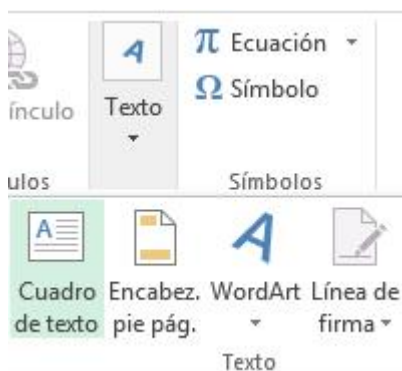 π Ecuación
Ω Símbolo
ínculo
Texto
ulos
Símbolos
Cuadro de texto
Encabez. pie pág.
WordArt
Línea de firma
Texto